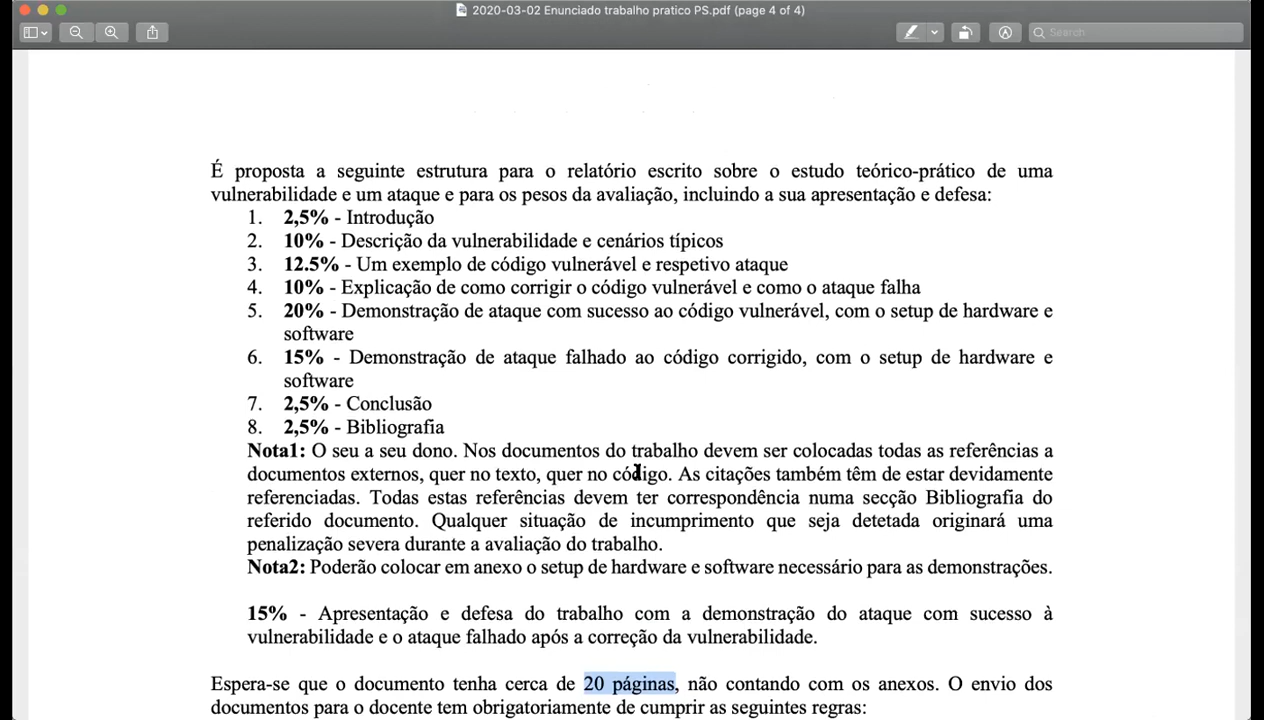 2020-03-02 Enunciado trabalho pratico PS.pdf (page 4 of 4)
Search
É proposta a seguinte estrutura para o relatório escrito sobre o estudo teórico-prático de uma
vulnerabilidade e um ataque e para os pesos da avaliação, incluindo a sua apresentação e defesa:
1. 2,5% - Introdução
2. 10% - Descrição da vulnerabilidade e cenários típicos
3. 12.5% - Um exemplo de código vulnerável e respetivo ataque
4. 10% - Explicação de como corrigir o código vulnerável e como o ataque falha
5. 20% - Demonstração de ataque com sucesso ao código vulnerável, com o setup de hardware e
software
6. 15% - Demonstração de ataque falhado ao código corrigido, com o setup de hardware e
software
7. 2,5% - Conclusão
8. 2,5% - Bibliografia
Nota1: O seu a seu dono. Nos documentos do trabalho devem ser colocadas todas as referências a
documentos externos, quer no texto, quer no código. As citações também têm de estar devidamente
referenciadas. Todas estas referências devem ter correspondência numa secção Bibliografia do
referido documento. Qualquer situação de incumprimento que seja detetada originará uma
penalização severa durante a avaliação do trabalho.
Nota2: Poderão colocar em anexo o setup de hardware e software necessário para as demonstrações.
15% - Apresentação e defesa do trabalho com a demonstração do ataque com sucesso à
vulnerabilidade e o ataque falhado após a correção da vulnerabilidade.
Espera-se que o documento tenha cerca de 20 páginas, não contando com os anexos. O envio dos
documentos para o docente tem obrigatoriamente de cumprir as seguintes regras: